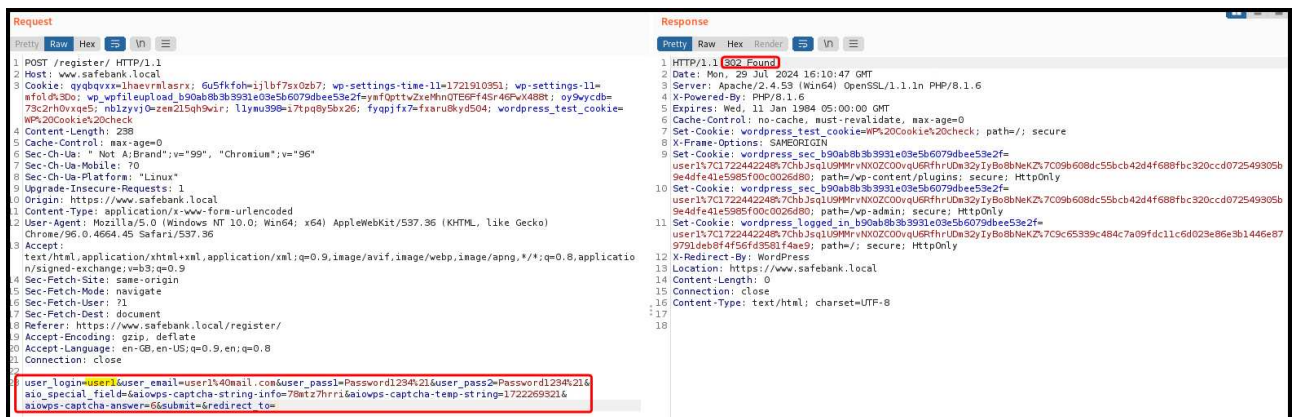 Request
Pretty Raw Hex \n
1 POST /register/ HTTP/1.1
2 Host: www.safebank.local
3 Cookie: qyqbqvxx=lhaevrmlasrx; 6u5fkfoh=ijlbf7sxozb7; wp-settings-time-11=1721910351; wp-settings-11=
mfold%3Do; wp_wpfileupload_b90ab8b3b3931e03e5b6079dbee53e2f=ymfQpttwZxeMhnQTE6Ff4Sr46FwX488t; oy9wycdb=
73c2rh0vxqe5; nb1zyvj0=zem215qh9wir; l1ymu398=i7tpq8y5bx26; fyqpjfx7=fxaru8kyd504; wordpress_test_cookie=
WP%20Cookie%20check
4 Content-Length: 238
5 Cache-Control: max-age=0
6 Sec-Ch-Ua: " Not A;Brand";v="99", "Chromium";v="96"
7 Sec-Ch-Ua-Mobile: ?0
8 Sec-Ch-Ua-Platform: "Linux"
9 Upgrade-Insecure-Requests: 1
10 Origin: https://www.safebank.local
11 Content-Type: application/x-www-form-urlencoded
12 User-Agent: Mozilla/5.0 (Windows NT 10.0; Win64; x64) AppleWebKit/537.36 (KHTML, like Gecko)
Chrome/96.0.4664.45 Safari/537.36
13 Accept:
text/html,application/xhtml+xml,application/xml;q=0.9,image/avif,image/webp,image/apng,*/*;q=0.8,applicatio
n/signed-exchange;v=b3;q=0.9
14 Sec-Fetch-Site: same-origin
15 Sec-Fetch-Mode: navigate
16 Sec-Fetch-User: ?1
17 Sec-Fetch-Dest: document
18 Referer: https://www.safebank.local/register/
19 Accept-Encoding: gzip, deflate
20 Accept-Language: en-GB,en-US;q=0.9,en;q=0.8
21 Connection: close
22
user_login=user1&user_email=user1%40mail.com&user_pass1=Password1234%21&user_pass2=Password1234%21&
aio_special_field=&aiowps-captcha-string-info=78mtz7hrri&aiowps-captcha-temp-string=1722269321&
aiowps-captcha-answer=6&submit=&redirect_to=
Response
Pretty Raw Hex Render \n
1 HTTP/1.1 302 Found
2 Date: Mon, 29 Jul 2024 16:10:47 GMT
3 Server: Apache/2.4.53 (Win64) OpenSSL/1.1.1n PHP/8.1.6
4 X-Powered-By: PHP/8.1.6
5 Expires: Wed, 11 Jan 1984 05:00:00 GMT
6 Cache-Control: no-cache, must-revalidate, max-age=0
7 Set-Cookie: wordpress_test_cookie=WP%20Cookie%20check; path=/; secure
8 X-Frame-Options: SAMEORIGIN
9 Set-Cookie: wordpress_sec_b90ab8b3b3931e03e5b6079dbee53e2f=
user1%7C1722442248%7ChbJsq1U9MMrvNXOZCOOvqU6RfhrUDm32yIyBo8bNeKZ%7C09b608dc55bcb42d4f688fbc320ccd072549305b
9e4dfe41e5985f00c0026d80; path=/wp-content/plugins; secure; HttpOnly
10 Set-Cookie: wordpress_sec_b90ab8b3b3931e03e5b6079dbee53e2f=
user1%7C1722442248%7ChbJsq1U9MMrvNXOZCOOvqU6RfhrUDm32yIyBo8bNeKZ%7C09b608dc55bcb42d4f688fbc320ccd072549305b
9e4dfe41e5985f00c0026d80; path=/wp-admin; secure; HttpOnly
11 Set-Cookie: wordpress_logged_in_b90ab8b3b3931e03e5b6079dbee53e2f=
user1%7C1722442248%7ChbJsq1U9MMrvNXOZCOOvqU6RfhrUDm32yIyBo8bNeKZ%7C9c65339c484c7a09fdc11c6d023e86e3b1446e87
9791deb8f4f56fd3581f4ae9; path=/; secure; HttpOnly
12 X-Redirect-By: WordPress
13 Location: https://www.safebank.local
14 Content-Length: 0
15 Connection: close
16 Content-Type: text/html; charset=UTF-8
17
18